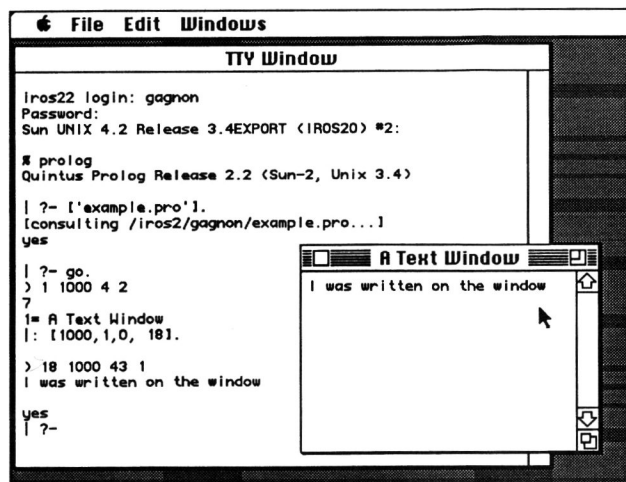 File Edit Windows
TTY Window
iros22 login: gagnon
Password:
Sun UNIX 4.2 Release 3.4EXPORT (IROS20) #2:
% prolog
Quintus Prolog Release 2.2 (Sun-2, Unix 3.4)
| ?- ['example.pro'].
[consulting /iros2/gagnon/example.pro...]
yes
| ?- go.
> 1 1000 4 2
7
1= A Text Window
|: [1000,1,0, 18].
> 18 1000 43 1
I was written on the window
yes
| ?-
A Text Window
I was written on the window